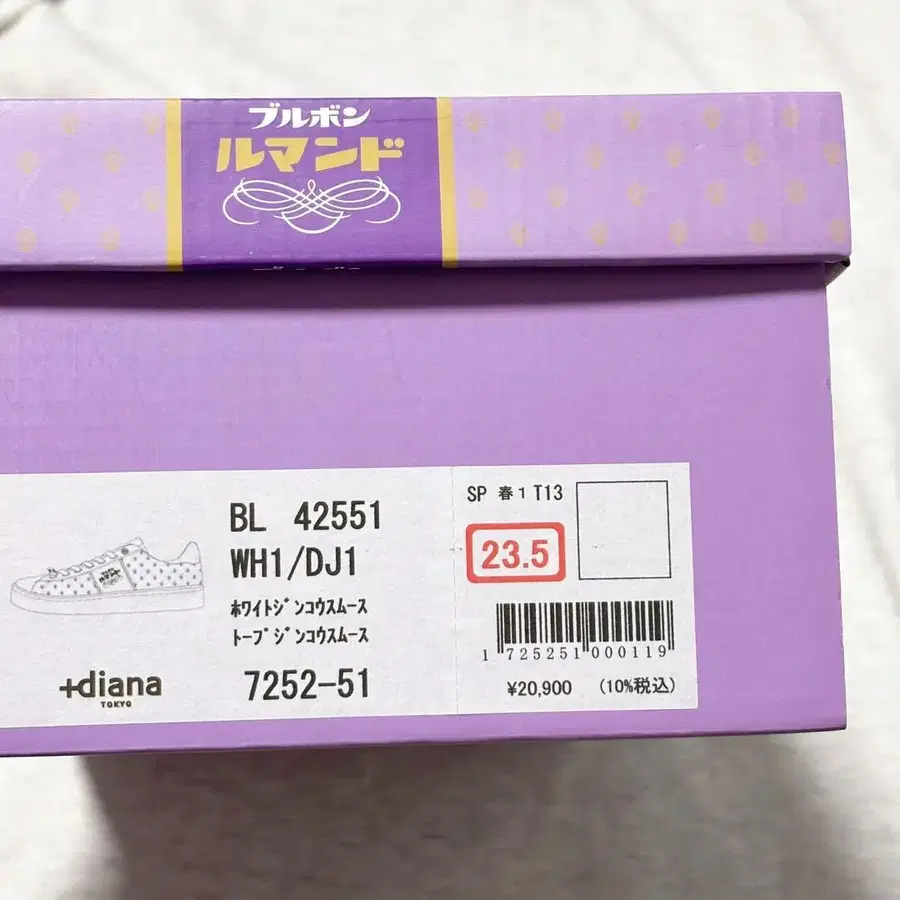 ブルボン
ルマンド
BL 42551
WH1/DJ1
ﾎﾜｲﾄｼﾞﾝｺｳｽﾑｰｽ
ﾄｰﾌﾟｼﾞﾝｺｳｽﾑｰｽ
+diana
TOKYO
7252-51
SP 春1 T13
23.5
1 725251 000119
¥20,900 (10%税込)